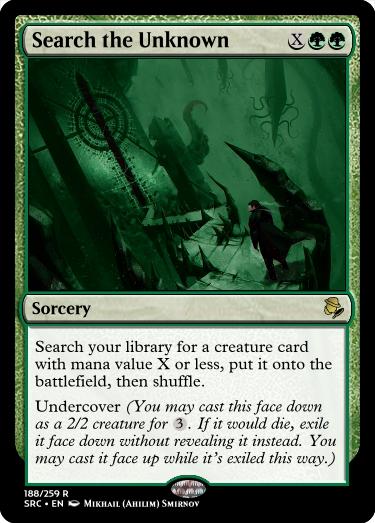 Search the Unknown X
Sorcery
Search your library for a creature card
with mana value X or less, put it onto the
battlefield, then shuffle.
Undercover (You may cast this face down
as a 2/2 creature for 3. If it would die, exile
it face down without revealing it instead. You
may cast it face up while it's exiled this way.)
188/259 R
SRC • EN Mikhail (Ahilim) Smirnov